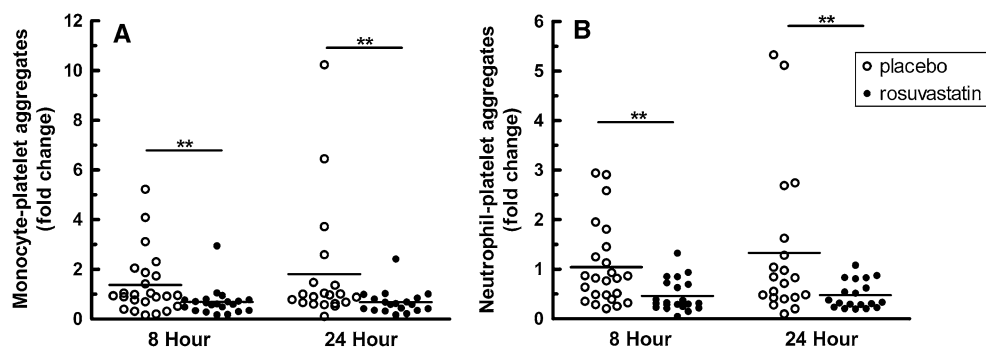 A
Monocyte-platelet aggregates
(fold change)
12
10
8
6
4
2
0
**
**
8 Hour
24 Hour
B
Neutrophil-platelet aggregates
(fold change)
6
5
4
3
2
1
0
**
**
8 Hour
24 Hour
placebo
rosuvastatin